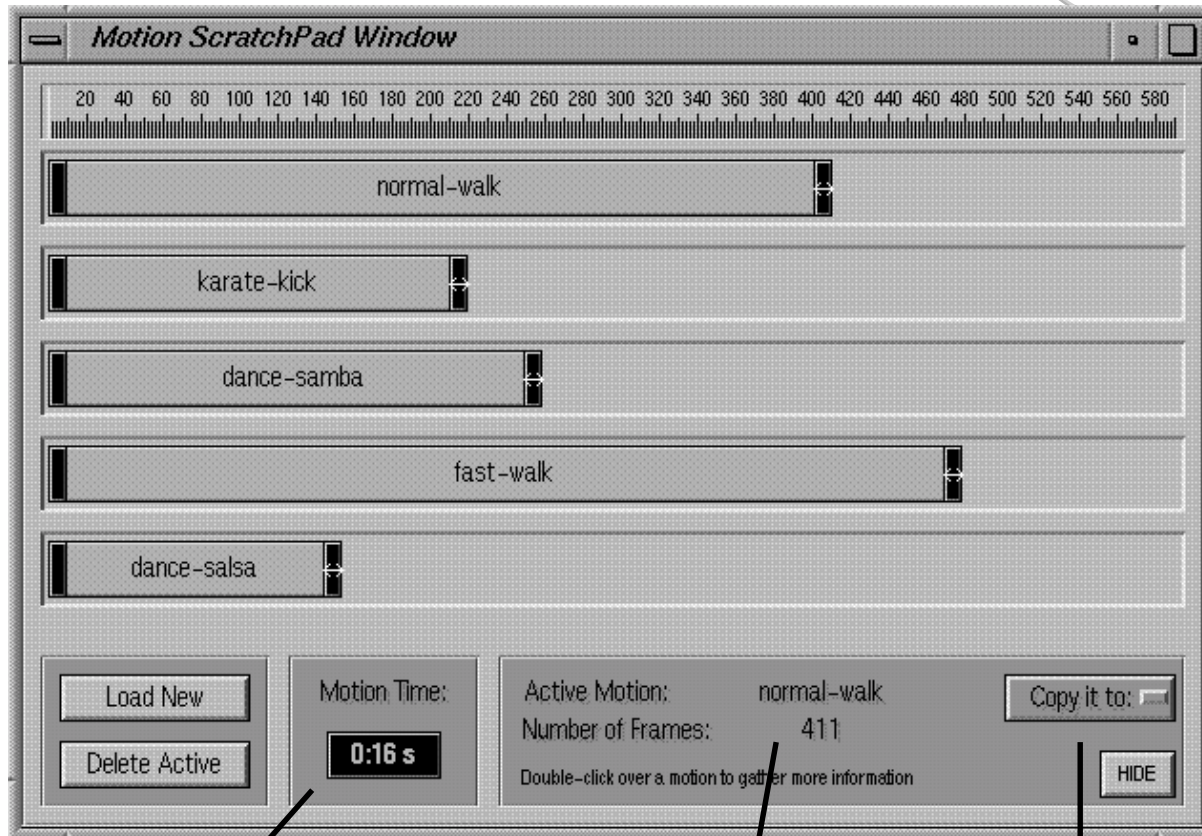 Motion ScratchPad Window
20 40 60 80 100 120 140 160 180 200 220 240 260 280 300 320 340 360 380 400 420 440 460 480 500 520 540 560 580
normal-walk
karate-kick
dance-samba
fast-walk
dance-salsa
Load New
Delete Active
Motion Time:
0:16 s
Active Motion: normal-walk
Number of Frames: 411
Double-click over a motion to gather more information
Copy it to:
HIDE